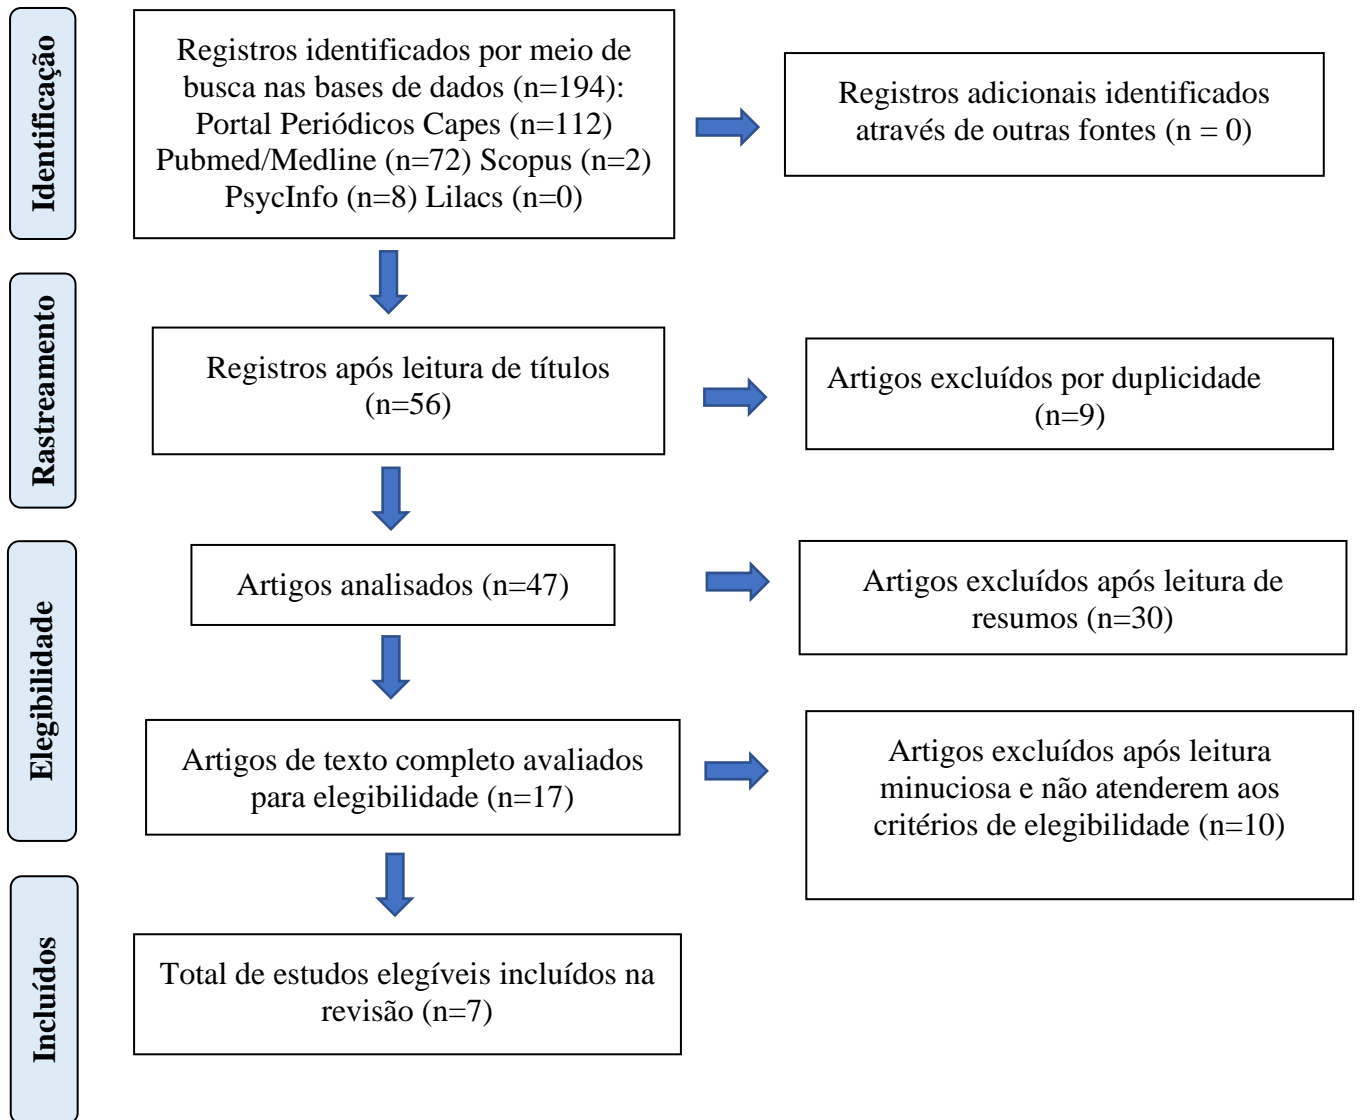 Identificação
Registros identificados por meio de
busca nas bases de dados (n=194):
Portal Periódicos Capes (n=112)
Pubmed/Medline (n=72) Scopus (n=2)
PsycInfo (n=8) Lilacs (n=0)
Registros adicionais identificados
através de outras fontes (n = 0)
Rastreamento
Registros após leitura de títulos
(n=56)
Artigos excluídos por duplicidade
(n=9)
Elegibilidade
Artigos analisados (n=47)
Artigos excluídos após leitura de
resumos (n=30)
Artigos de texto completo avaliados
para elegibilidade (n=17)
Artigos excluídos após leitura
minuciosa e não atenderem aos
critérios de elegibilidade (n=10)
Incluídos
Total de estudos elegíveis incluídos na
revisão (n=7)